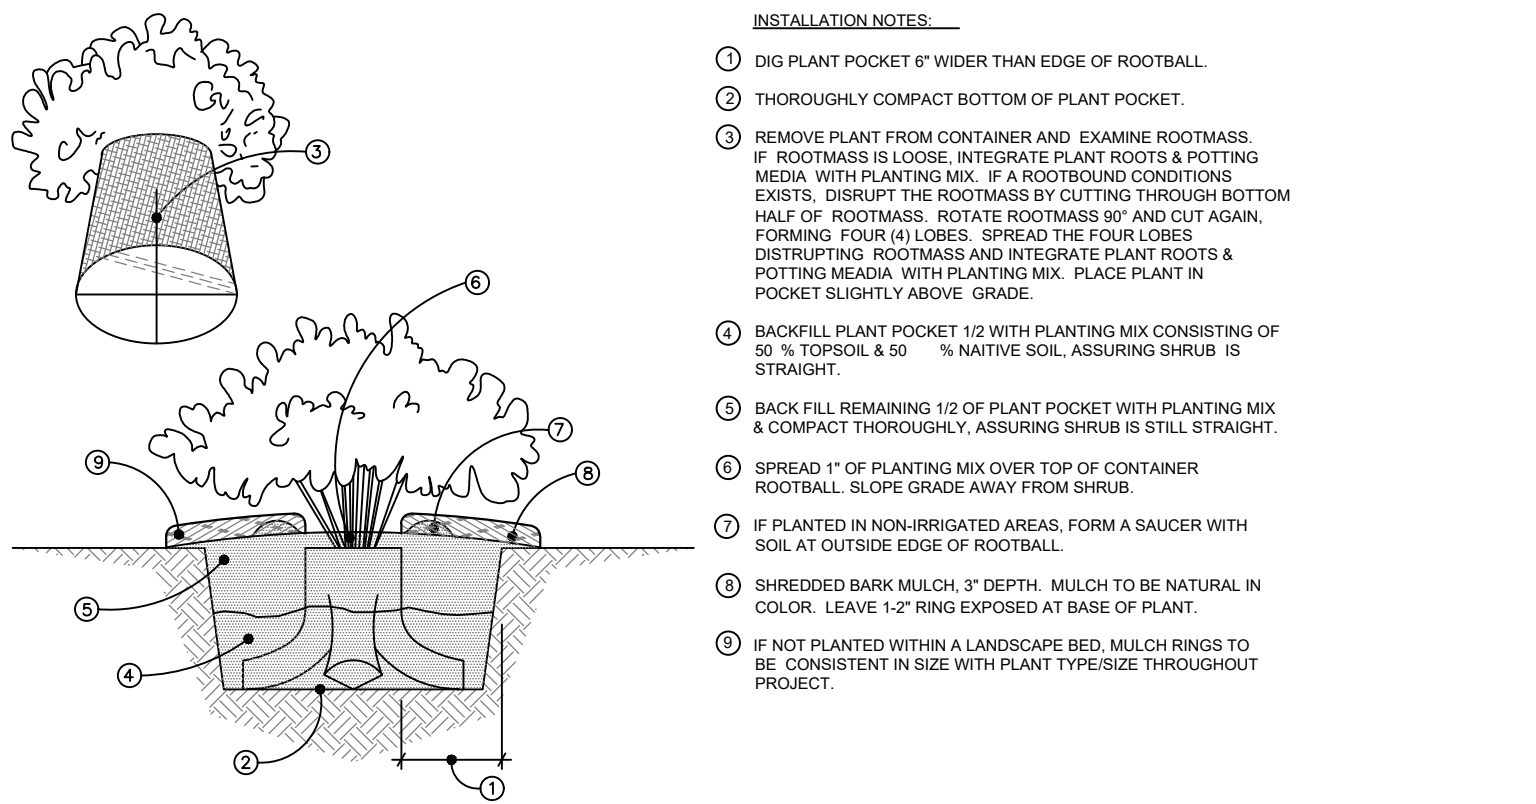 INSTALLATION NOTES:
1 DIG PLANT POCKET 6" WIDER THAN EDGE OF ROOTBALL.
2 THOROUGHLY COMPACT BOTTOM OF PLANT POCKET.
3 REMOVE PLANT FROM CONTAINER AND EXAMINE ROOTMASS.
IF ROOTMASS IS LOOSE, INTEGRATE PLANT ROOTS & POTTING
MEDIA WITH PLANTING MIX. IF A ROOTBOUND CONDITIONS
EXISTS, DISRUPT THE ROOTMASS BY CUTTING THROUGH BOTTOM
HALF OF ROOTMASS. ROTATE ROOTMASS 90° AND CUT AGAIN,
FORMING FOUR (4) LOBES. SPREAD THE FOUR LOBES
DISTRUPTING ROOTMASS AND INTEGRATE PLANT ROOTS &
POTTING MEADIA WITH PLANTING MIX. PLACE PLANT IN
POCKET SLIGHTLY ABOVE GRADE.
4 BACKFILL PLANT POCKET 1/2 WITH PLANTING MIX CONSISTING OF
50 % TOPSOIL & 50 % NAITIVE SOIL, ASSURING SHRUB IS
STRAIGHT.
5 BACK FILL REMAINING 1/2 OF PLANT POCKET WITH PLANTING MIX
& COMPACT THOROUGHLY, ASSURING SHRUB IS STILL STRAIGHT.
6 SPREAD 1" OF PLANTING MIX OVER TOP OF CONTAINER
ROOTBALL. SLOPE GRADE AWAY FROM SHRUB.
7 IF PLANTED IN NON-IRRIGATED AREAS, FORM A SAUCER WITH
SOIL AT OUTSIDE EDGE OF ROOTBALL.
8 SHREDDED BARK MULCH, 3" DEPTH. MULCH TO BE NATURAL IN
COLOR. LEAVE 1-2" RING EXPOSED AT BASE OF PLANT.
9 IF NOT PLANTED WITHIN A LANDSCAPE BED, MULCH RINGS TO
BE CONSISTENT IN SIZE WITH PLANT TYPE/SIZE THROUGHOUT
PROJECT.
3
6
7
9
8
5
4
2
1